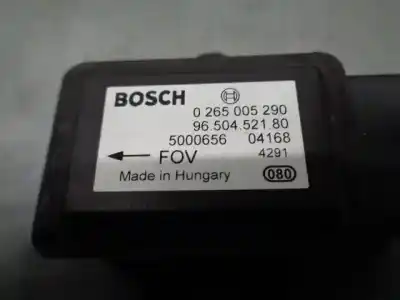 BOSCH
0 265 005 290
96.504.521.80
5000656 04168
FOV 4291
Made in Hungary 080